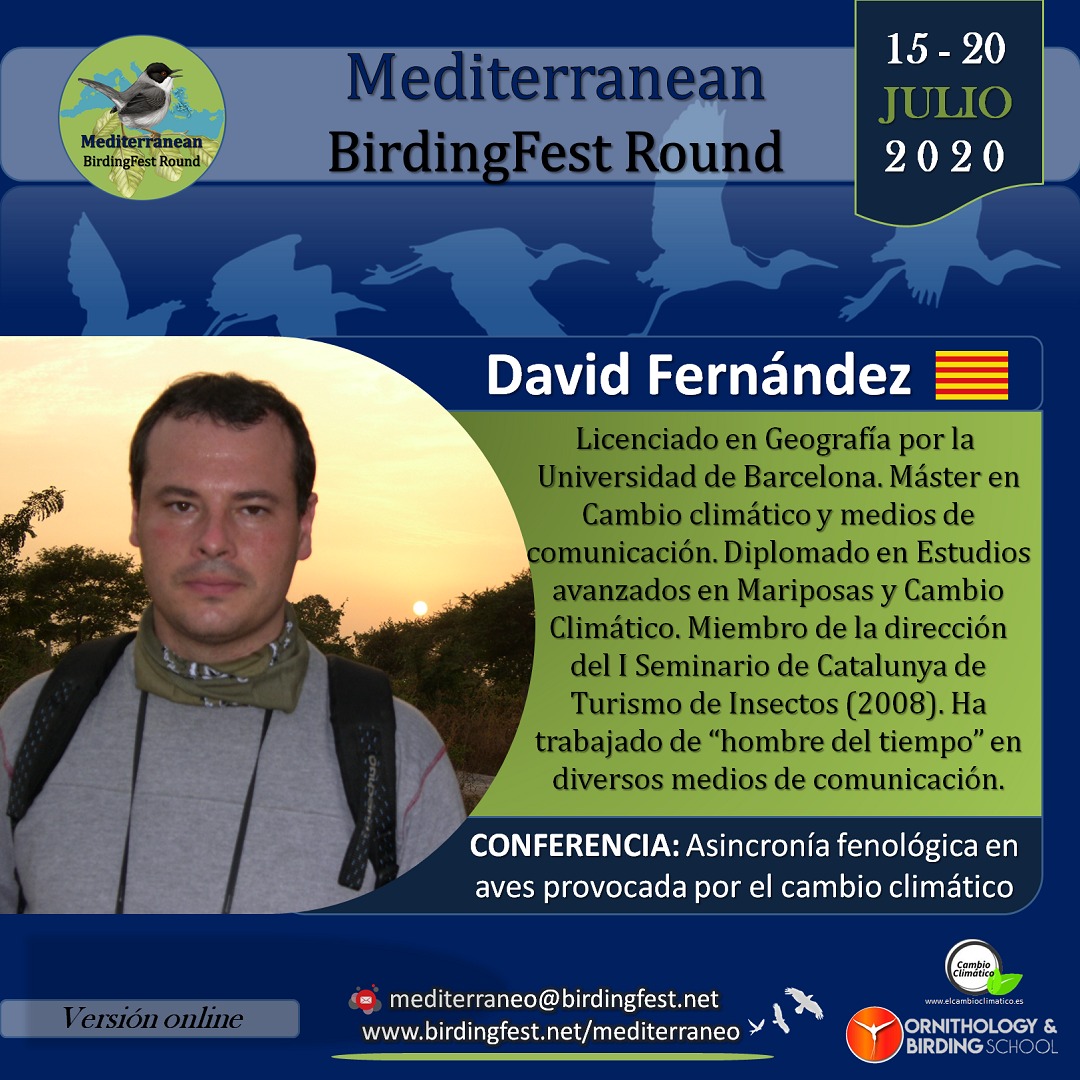 Mediterranean
BirdingFest Round
Mediterranean
BirdingFest Round
15 - 20
JULIO
2020
David Fernández
Licenciado en Geografía por la
Universidad de Barcelona. Máster en
Cambio climático y medios de
comunicación. Diplomado en Estudios
avanzados en Mariposas y Cambio
Climático. Miembro de la dirección
del I Seminario de Catalunya de
Turismo de Insectos (2008). Ha
trabajado de “hombre del tiempo” en
diversos medios de comunicación.
CONFERENCIA: Asincronía fenológica en
aves provocada por el cambio climático
Versión online
mediterraneo@birdingfest.net
www.birdingfest.net/mediterraneo
Cambio
Climático
www.elcambioclimatico.es
ORNITHOLOGY &
BIRDING SCHOOL